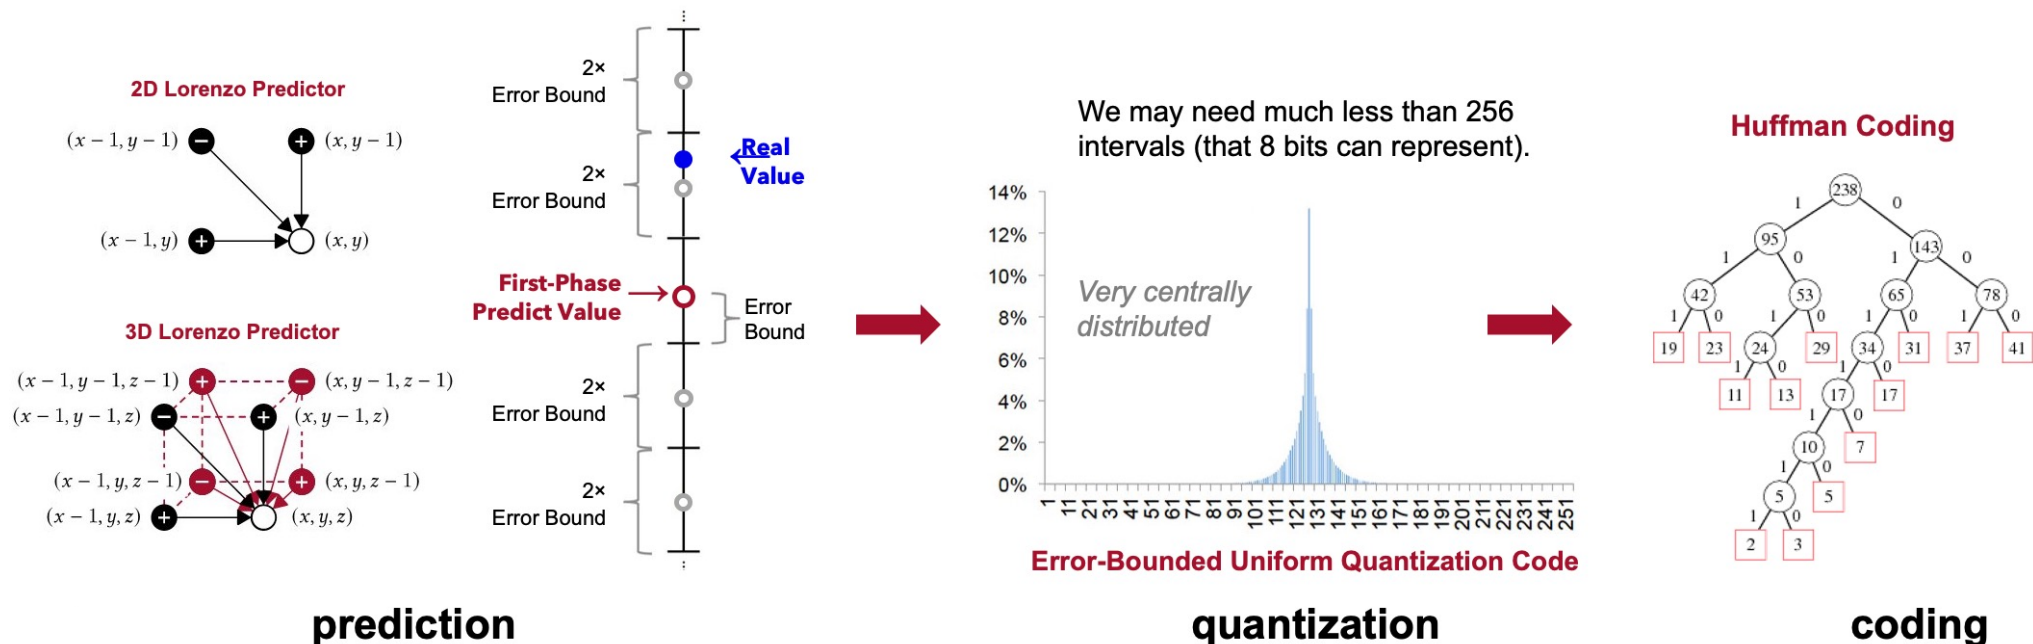 2D Lorenzo Predictor
(x − 1, y − 1)
−
+
(x, y − 1)
(x − 1, y)
+
(x, y)
3D Lorenzo Predictor
(x − 1, y − 1, z − 1)
+
−
(x, y − 1, z − 1)
(x − 1, y − 1, z)
−
+
(x, y − 1, z)
(x − 1, y, z − 1)
−
+
(x, y, z − 1)
(x − 1, y, z)
+
(x, y, z)
2×
Error Bound
2×
Error Bound
Real
Value
First-Phase
Predict Value
Error
Bound
2×
Error Bound
2×
Error Bound
prediction
We may need much less than 256
intervals (that 8 bits can represent).
Very centrally
distributed
14%
12%
10%
8%
6%
4%
2%
0%
1 11 21 31 41 51 61 71 81 91 101 111 121 131 141 151 161 171 181 191 201 211 221 231 241 251
Error-Bounded Uniform Quantization Code
quantization
Huffman Coding
238
1 0
95 143
1 0 1 0
42 53 65 78
1 0 1 0 1 0 1 0
19 23 24 29 34 31 37 41
1 0 1 0
11 13 17 17
1 0
10 7
1 0
5 5
1 0
2 3
coding